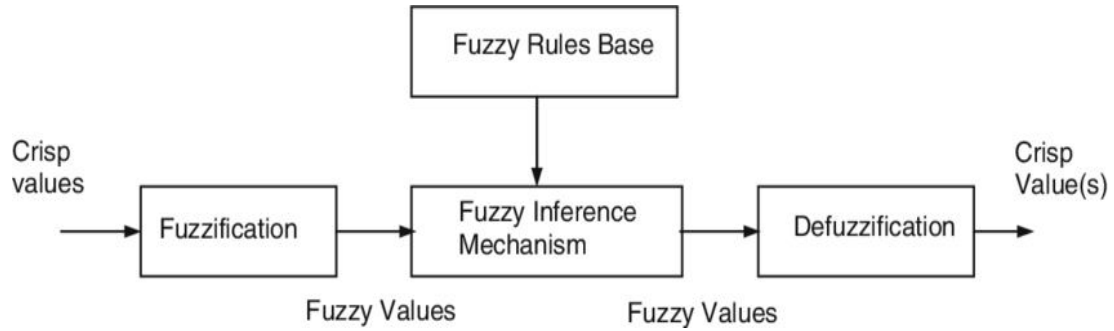 Fuzzy Rules Base
Crisp
values
Crisp
Value(s)
Fuzzification
Fuzzy Inference
Mechanism
Defuzzification
Fuzzy Values
Fuzzy Values